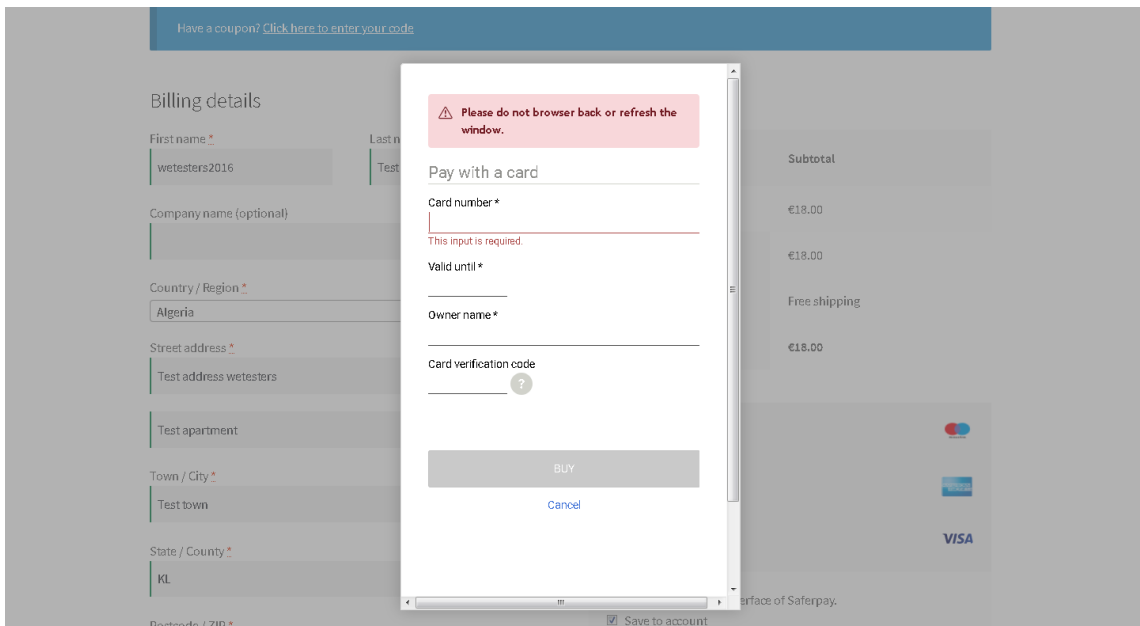 Have a coupon? Click here to enter your code
Billing details
First name *
Last n
wetesters2016
Test
Company name (optional)
Country / Region *
Algeria
Street address *
Test address wetesters
Test apartment
Town / City *
Test town
State / County *
KL
Postcode / ZIP *
Please do not browser back or refresh the
window.
Pay with a card
Card number *
This input is required.
Valid until *
Owner name *
Card verification code
?
BUY
Cancel
Subtotal
€18.00
€18.00
Free shipping
€18.00
VISA
erface of Saferpay.
Save to account